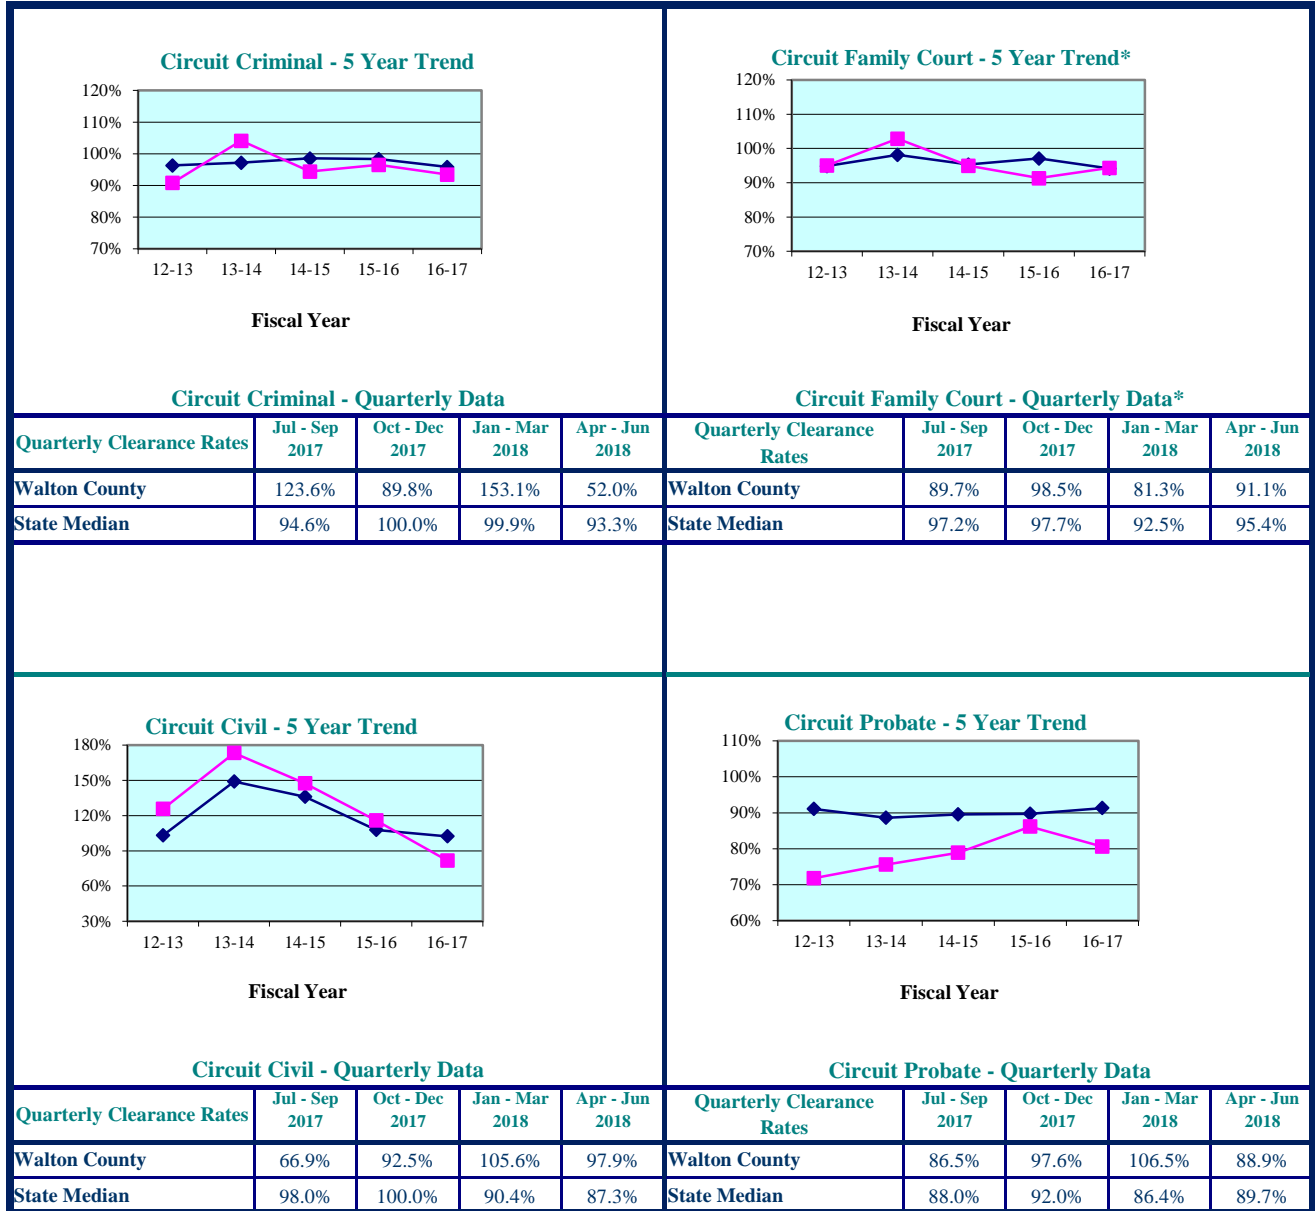 Circuit Criminal - 5 Year Trend
120%
110%
100%
90%
80%
70%
12-13 13-14 14-15 15-16 16-17
Fiscal Year
Circuit Criminal - Quarterly Data
Quarterly Clearance Rates Jul - Sep 2017 Oct - Dec 2017 Jan - Mar 2018 Apr - Jun 2018
Walton County 123.6% 89.8% 153.1% 52.0%
State Median 94.6% 100.0% 99.9% 93.3%
Circuit Family Court - 5 Year Trend*
120%
110%
100%
90%
80%
70%
12-13 13-14 14-15 15-16 16-17
Fiscal Year
Circuit Family Court - Quarterly Data*
Quarterly Clearance Rates Jul - Sep 2017 Oct - Dec 2017 Jan - Mar 2018 Apr - Jun 2018
Walton County 89.7% 98.5% 81.3% 91.1%
State Median 97.2% 97.7% 92.5% 95.4%
Circuit Civil - 5 Year Trend
180%
150%
120%
90%
60%
30%
12-13 13-14 14-15 15-16 16-17
Fiscal Year
Circuit Civil - Quarterly Data
Quarterly Clearance Rates Jul - Sep 2017 Oct - Dec 2017 Jan - Mar 2018 Apr - Jun 2018
Walton County 66.9% 92.5% 105.6% 97.9%
State Median 98.0% 100.0% 90.4% 87.3%
Circuit Probate - 5 Year Trend
110%
100%
90%
80%
70%
60%
12-13 13-14 14-15 15-16 16-17
Fiscal Year
Circuit Probate - Quarterly Data
Quarterly Clearance Rates Jul - Sep 2017 Oct - Dec 2017 Jan - Mar 2018 Apr - Jun 2018
Walton County 86.5% 97.6% 106.5% 88.9%
State Median 88.0% 92.0% 86.4% 89.7%